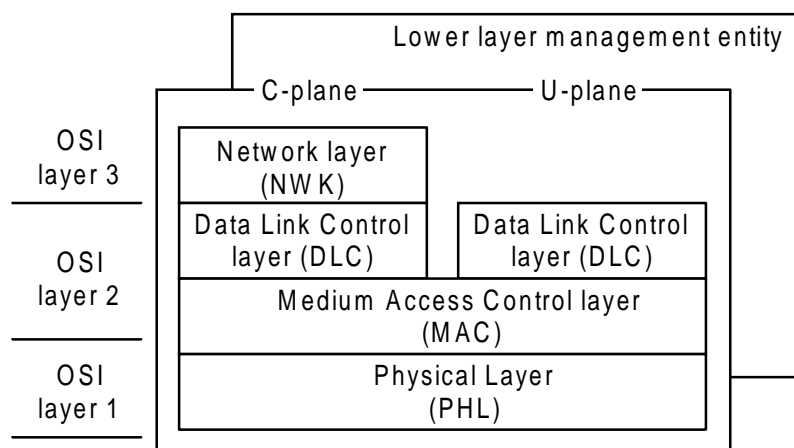 Lower layer management entity
C-plane
U-plane
OSI
layer 3
Network layer
(NWK)
Data Link Control
layer (DLC)
Data Link Control
layer (DLC)
OSI
layer 2
Medium Access Control layer
(MAC)
OSI
layer 1
Physical Layer
(PHL)